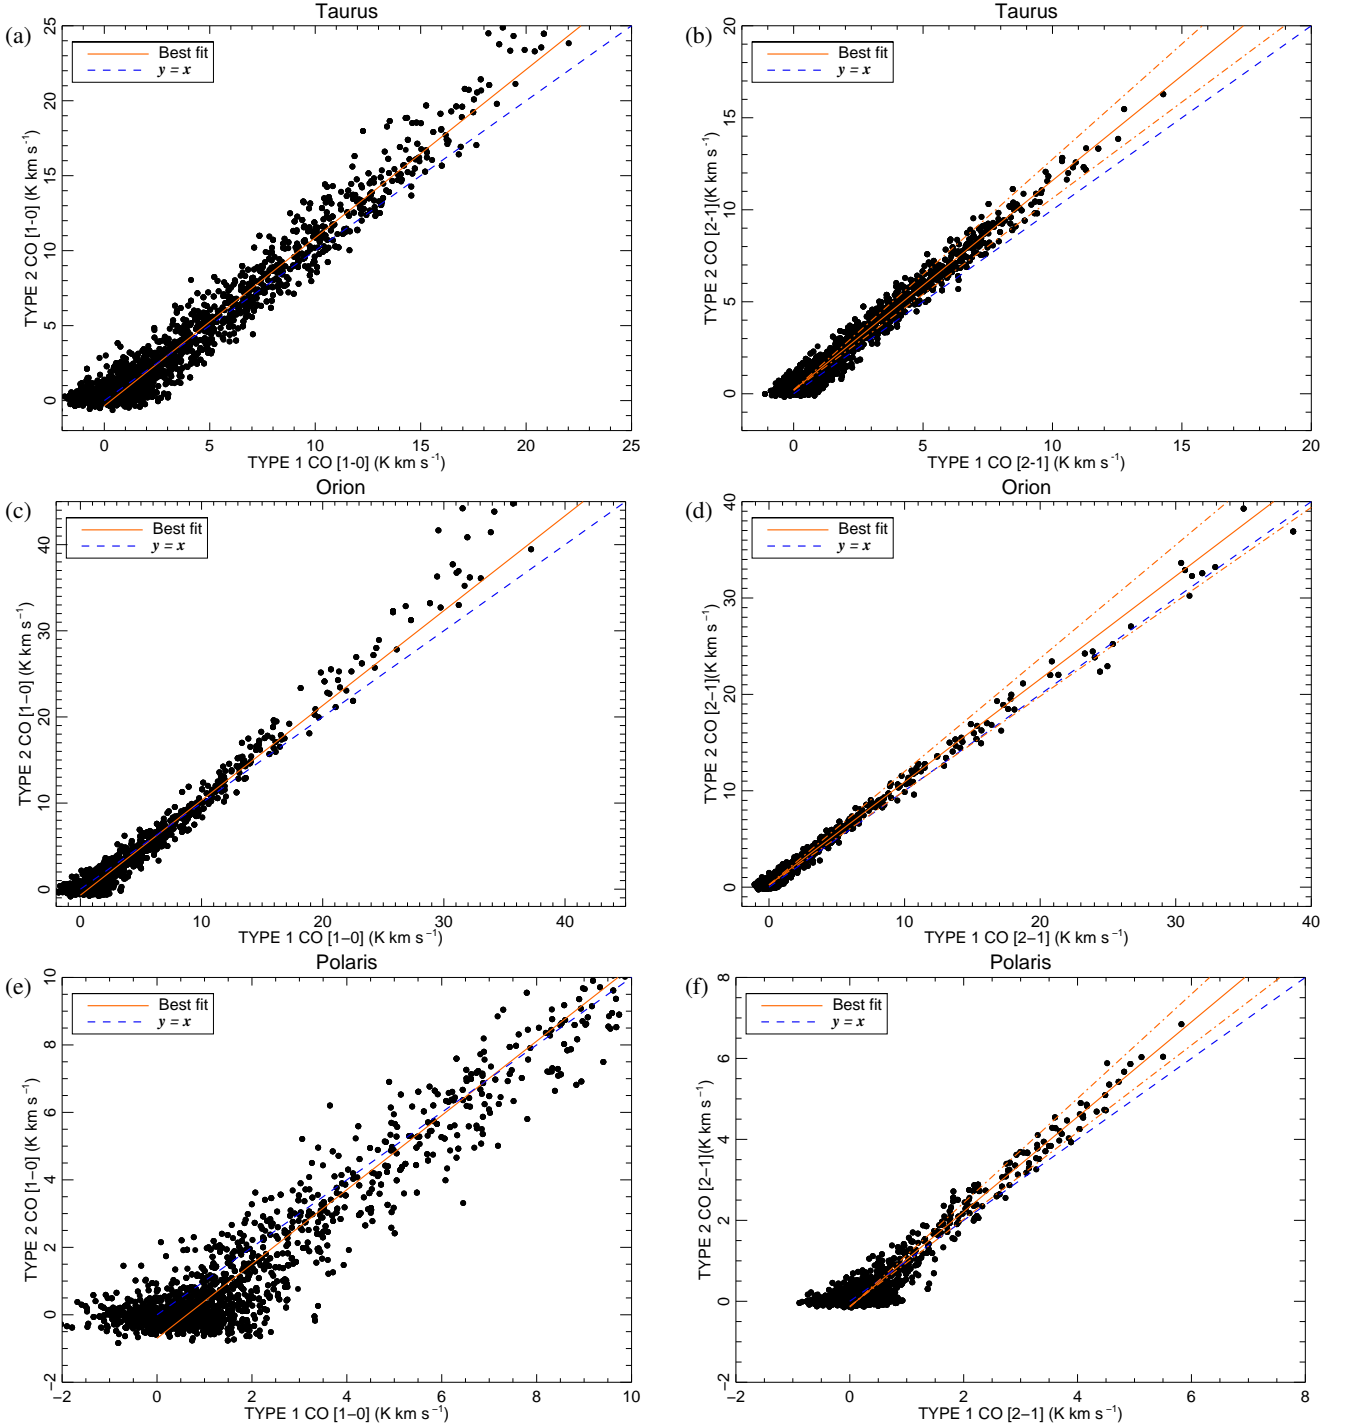 Taurus
(a)
Best fit
y = x
TYPE 2 CO [1-0] (K km s⁻¹)
0 5 10 15 20 25
0 5 10 15 20 25
TYPE 1 CO [1-0] (K km s⁻¹)
Taurus
(b)
Best fit
y = x
TYPE 2 CO [2-1](K km s⁻¹)
0 5 10 15 20
0 5 10 15 20
TYPE 1 CO [2-1] (K km s⁻¹)
Orion
(c)
Best fit
y = x
TYPE 2 CO [1−0] (K km s⁻¹)
0 10 20 30 40
0 10 20 30 40
TYPE 1 CO [1−0] (K km s⁻¹)
Orion
(d)
Best fit
y = x
TYPE 2 CO [2−1](K km s⁻¹)
0 10 20 30 40
0 10 20 30 40
TYPE 1 CO [2−1] (K km s⁻¹)
Polaris
(e)
Best fit
y = x
TYPE 2 CO [1−0] (K km s⁻¹)
−2 0 2 4 6 8 10
−2 0 2 4 6 8 10
TYPE 1 CO [1−0] (K km s⁻¹)
Polaris
(f)
Best fit
y = x
TYPE 2 CO [2−1](K km s⁻¹)
−2 0 2 4 6 8
−2 0 2 4 6 8
TYPE 1 CO [2−1] (K km s⁻¹)